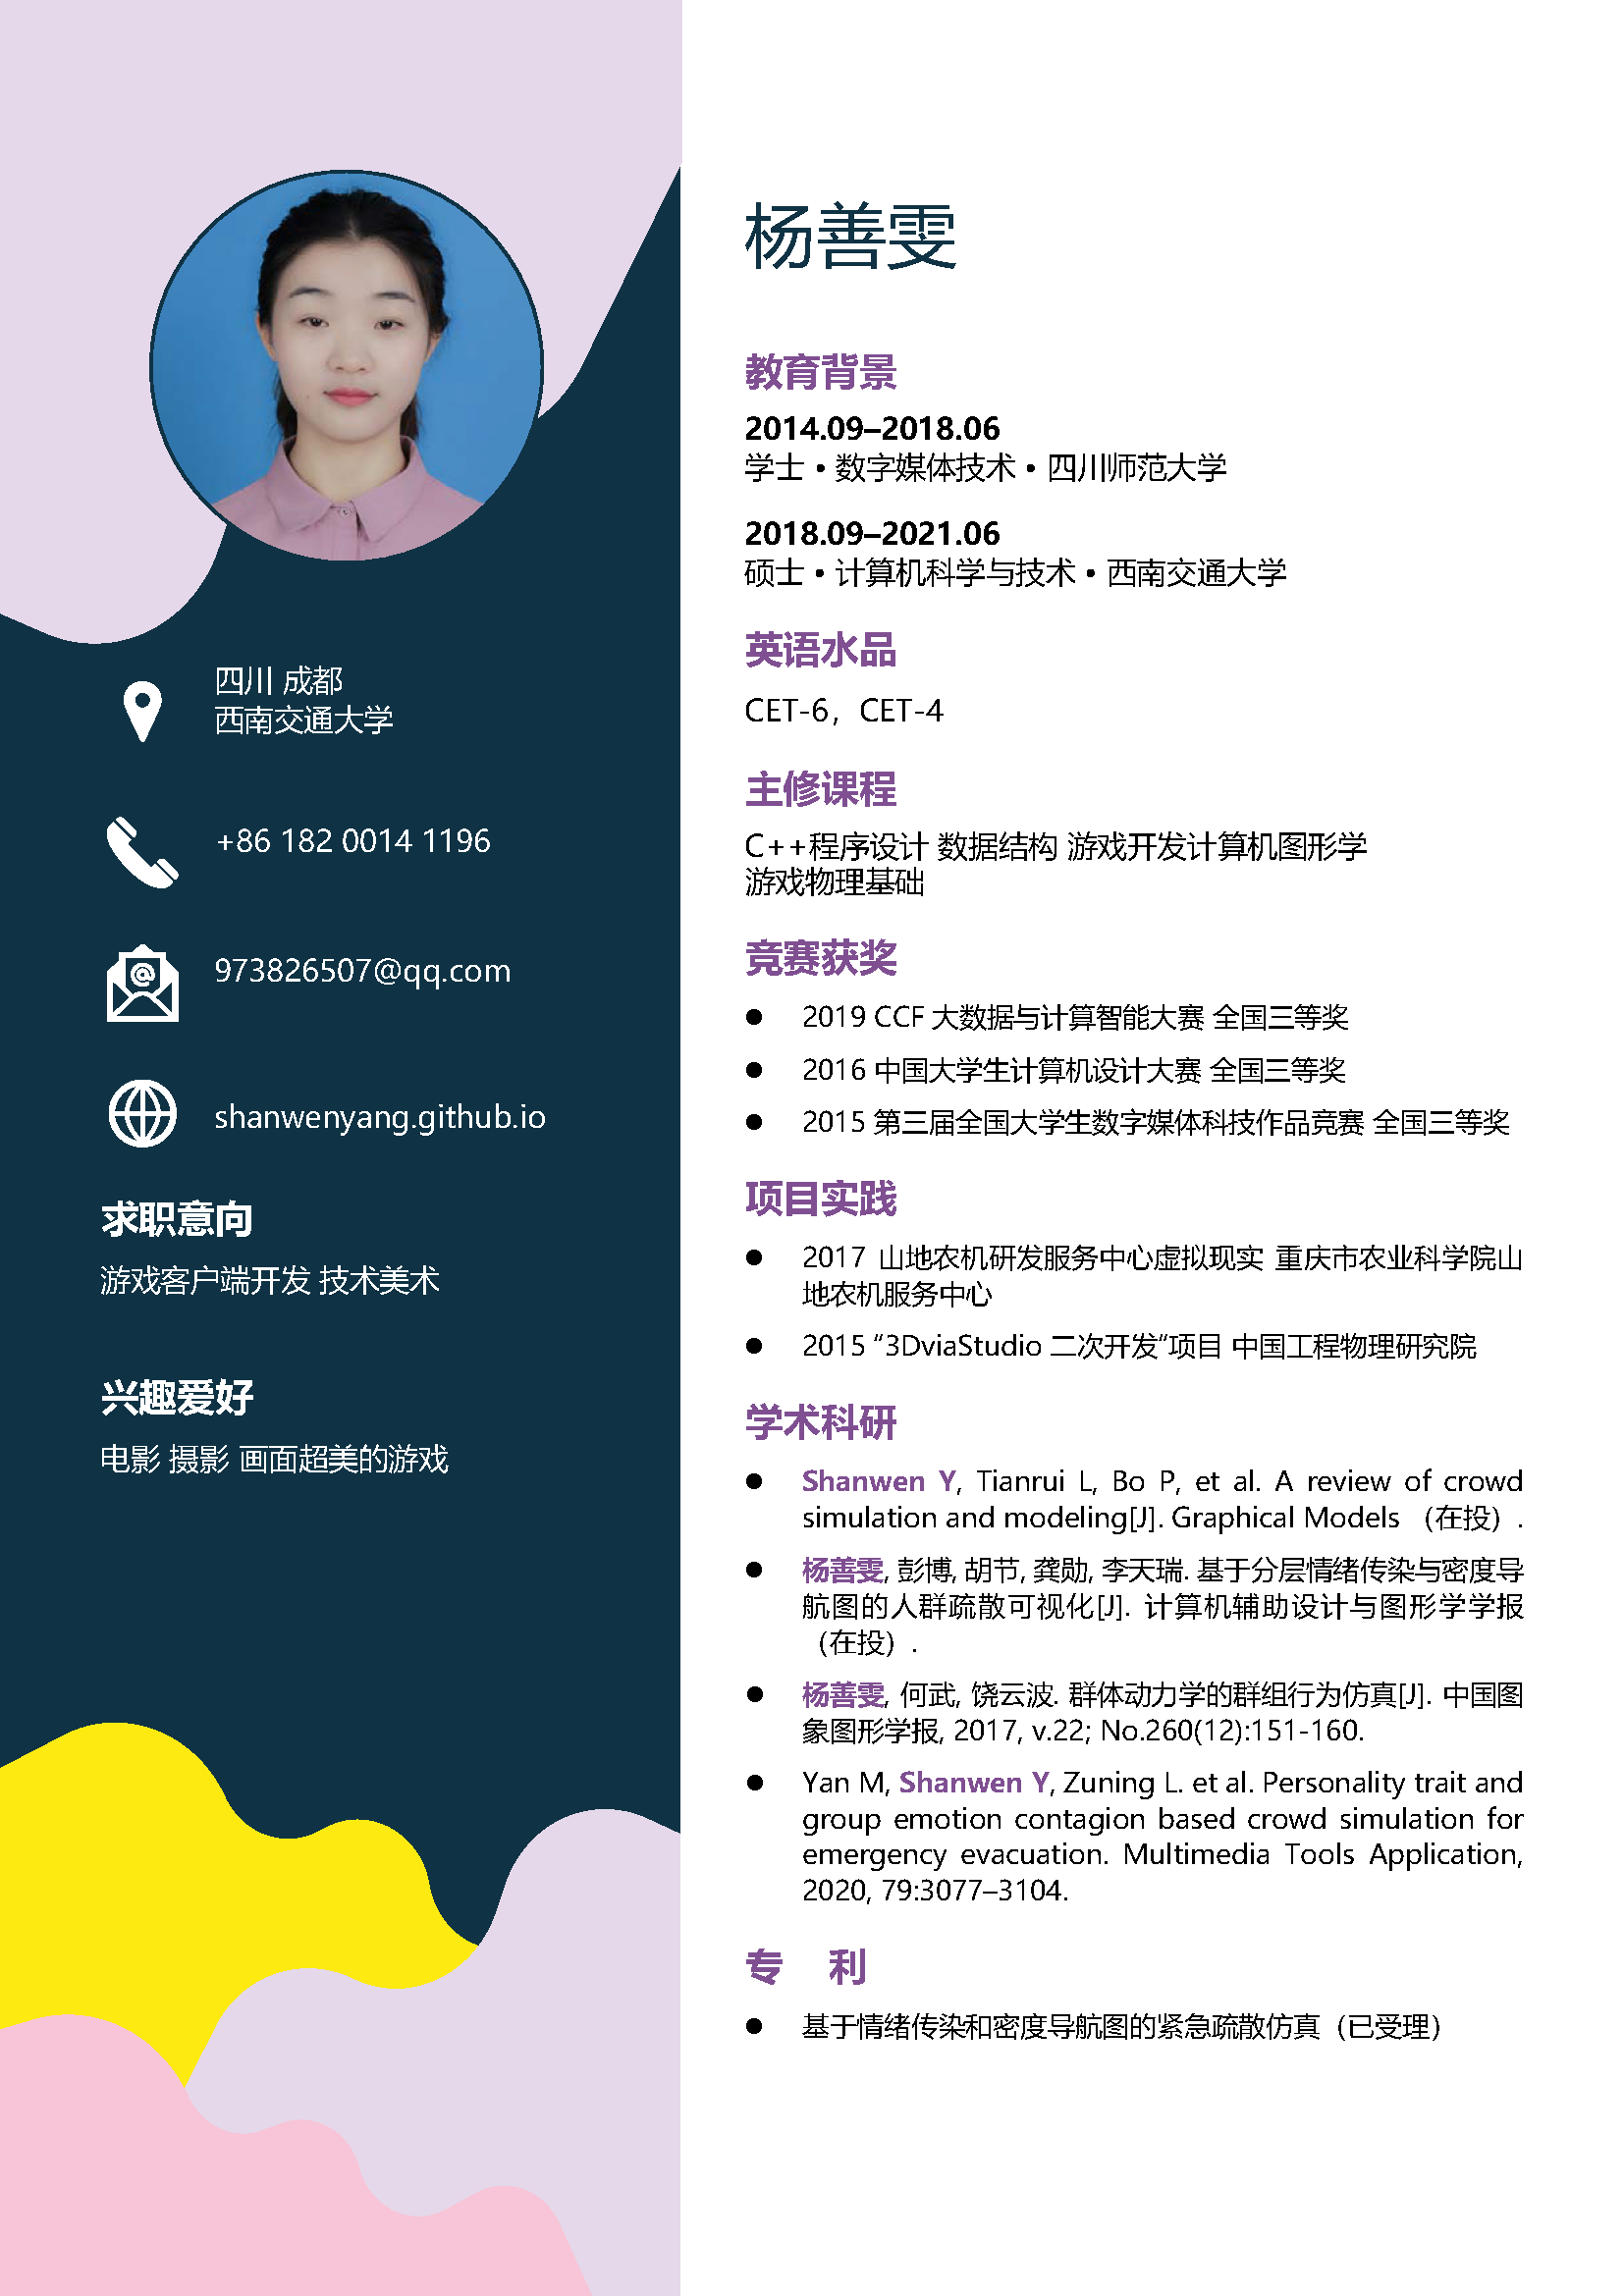 四川 成都
西南交通大学
+86 182 0014 1196
@
973826507@qq.com
shanwenyang.github.io
求职意向
游戏客户端开发 技术美术
兴趣爱好
电影 摄影 画面超美的游戏
杨善雯
教育背景
2014.09–2018.06
学士 • 数字媒体技术 • 四川师范大学
2018.09–2021.06
硕士 • 计算机科学与技术 • 西南交通大学
英语水品
CET-6，CET-4
主修课程
C++程序设计 数据结构 游戏开发计算机图形学
游戏物理基础
竞赛获奖
● 2019 CCF 大数据与计算智能大赛 全国三等奖
● 2016 中国大学生计算机设计大赛 全国三等奖
● 2015 第三届全国大学生数字媒体科技作品竞赛 全国三等奖
项目实践
● 2017 山地农机研发服务中心虚拟现实 重庆市农业科学院山
地农机服务中心
● 2015 “3DviaStudio 二次开发”项目 中国工程物理研究院
学术科研
● Shanwen Y, Tianrui L, Bo P, et al. A review of crowd
simulation and modeling[J]. Graphical Models （在投）.
● 杨善雯, 彭博, 胡节, 龚勋, 李天瑞. 基于分层情绪传染与密度导
航图的人群疏散可视化[J]. 计算机辅助设计与图形学学报
（在投）.
● 杨善雯, 何武, 饶云波. 群体动力学的群组行为仿真[J]. 中国图
象图形学报, 2017, v.22; No.260(12):151-160.
● Yan M, Shanwen Y, Zuning L. et al. Personality trait and
group emotion contagion based crowd simulation for
emergency evacuation. Multimedia Tools Application,
2020, 79:3077–3104.
专 利
● 基于情绪传染和密度导航图的紧急疏散仿真（已受理）